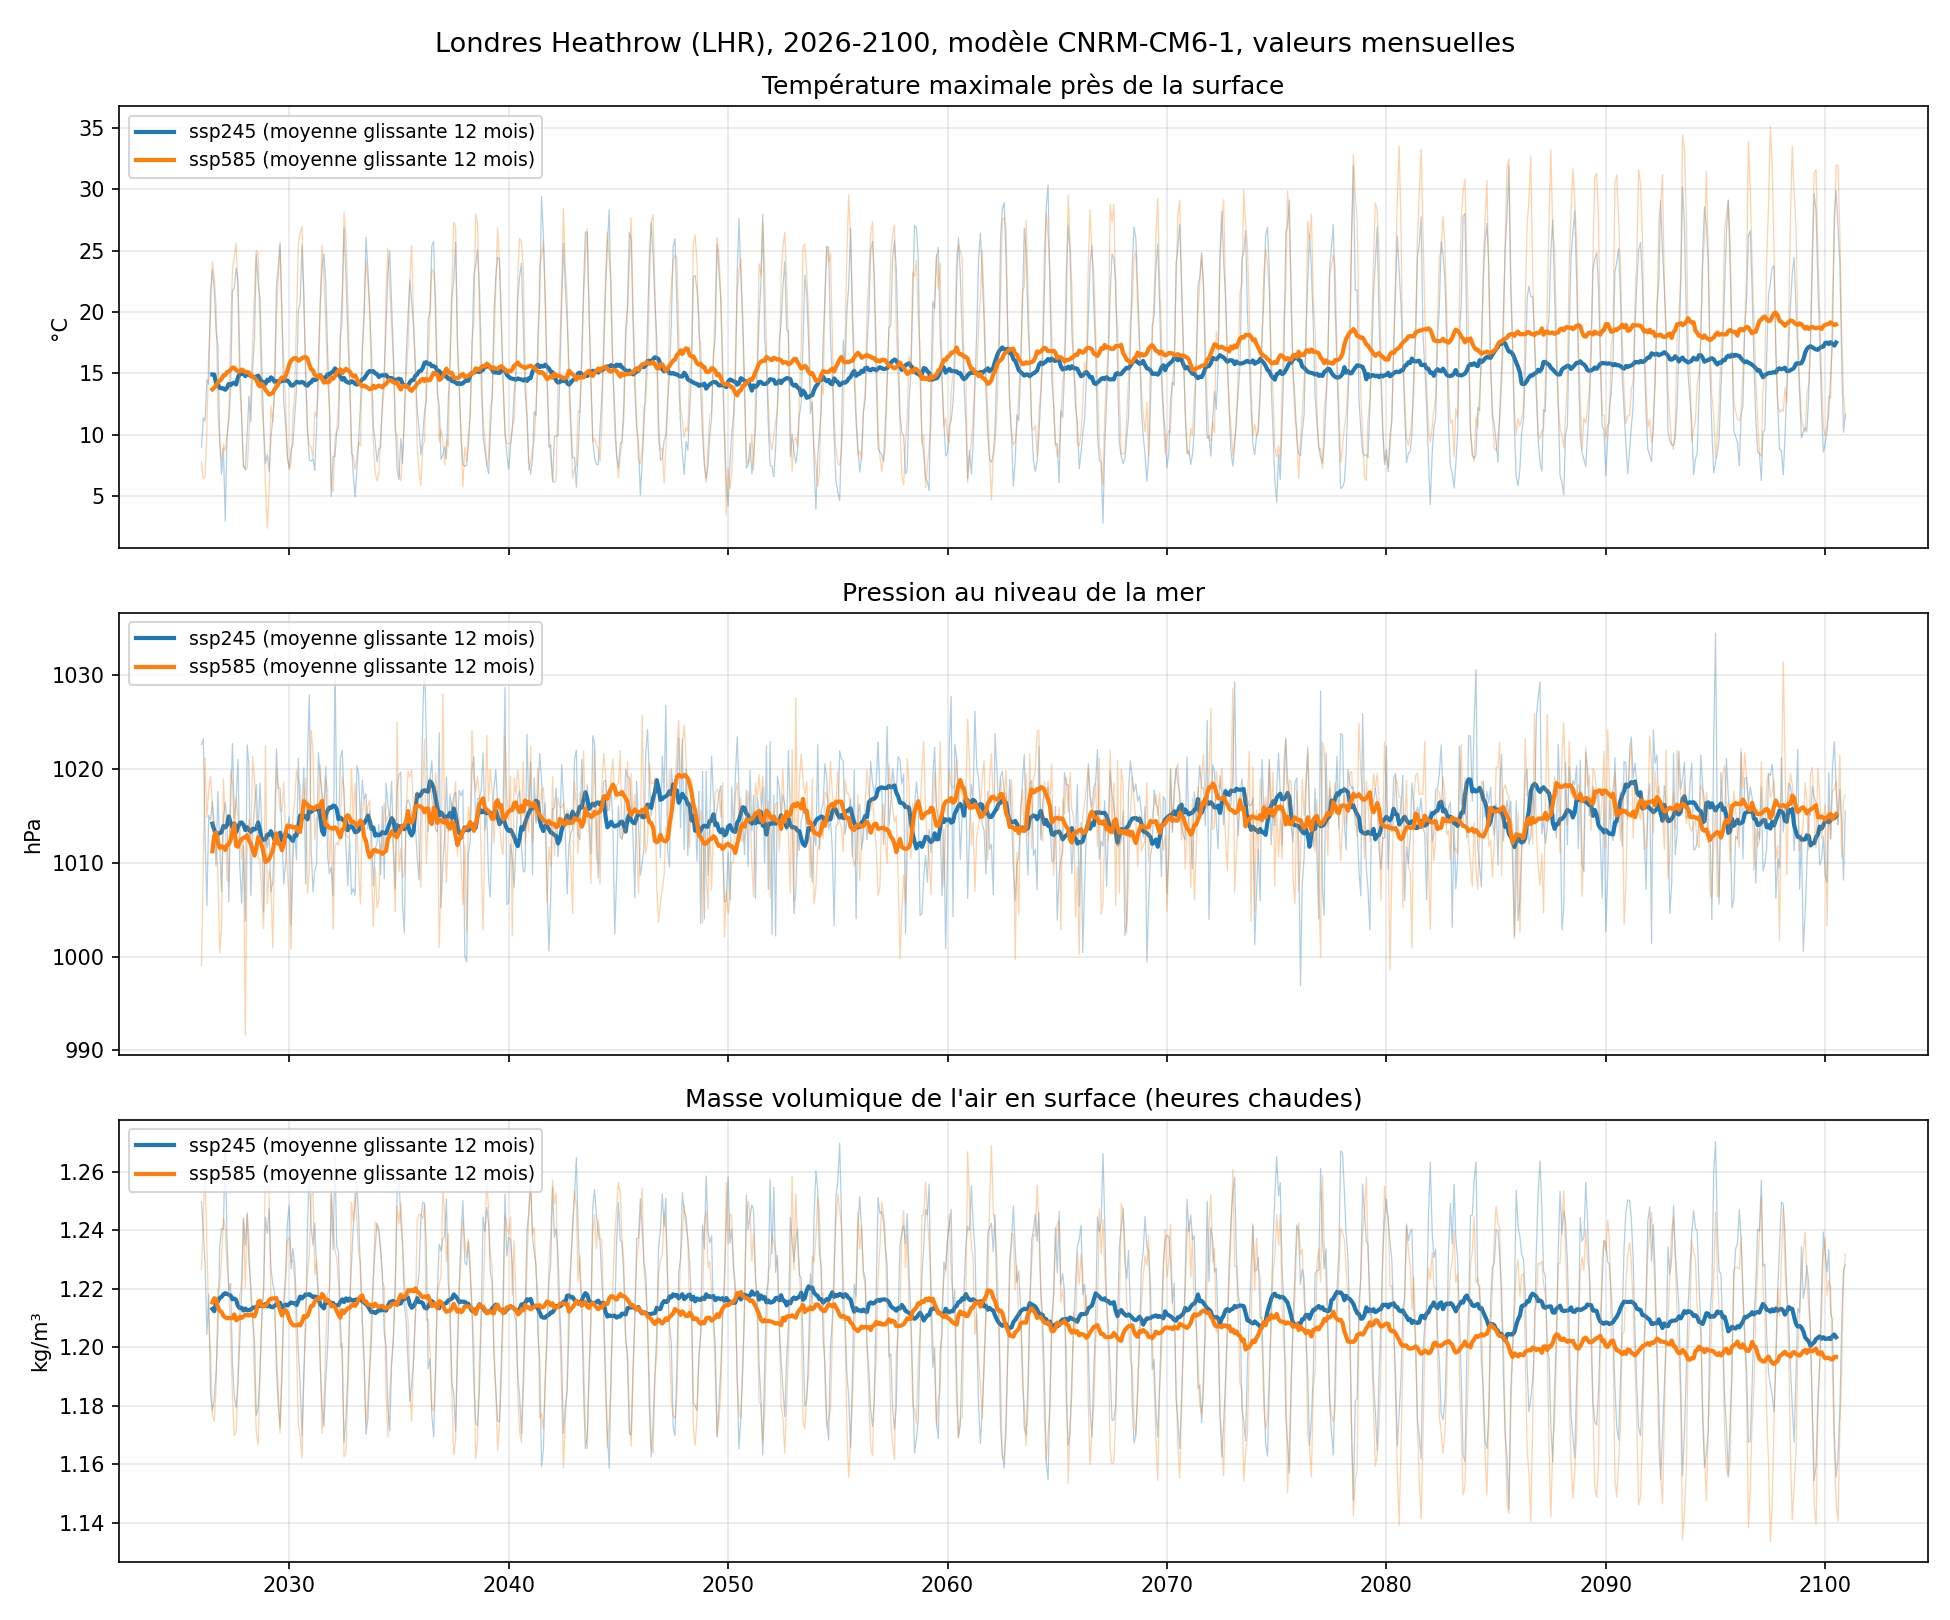 Londres Heathrow (LHR), 2026-2100, modèle CNRM-CM6-1, valeurs mensuelles
Température maximale près de la surface
ssp245 (moyenne glissante 12 mois)
ssp585 (moyenne glissante 12 mois)
°C
35
30
25
20
15
10
5
Pression au niveau de la mer
ssp245 (moyenne glissante 12 mois)
ssp585 (moyenne glissante 12 mois)
hPa
1030
1020
1010
1000
990
Masse volumique de l'air en surface (heures chaudes)
ssp245 (moyenne glissante 12 mois)
ssp585 (moyenne glissante 12 mois)
kg/m³
1.26
1.24
1.22
1.20
1.18
1.16
1.14
2030 2040 2050 2060 2070 2080 2090 2100